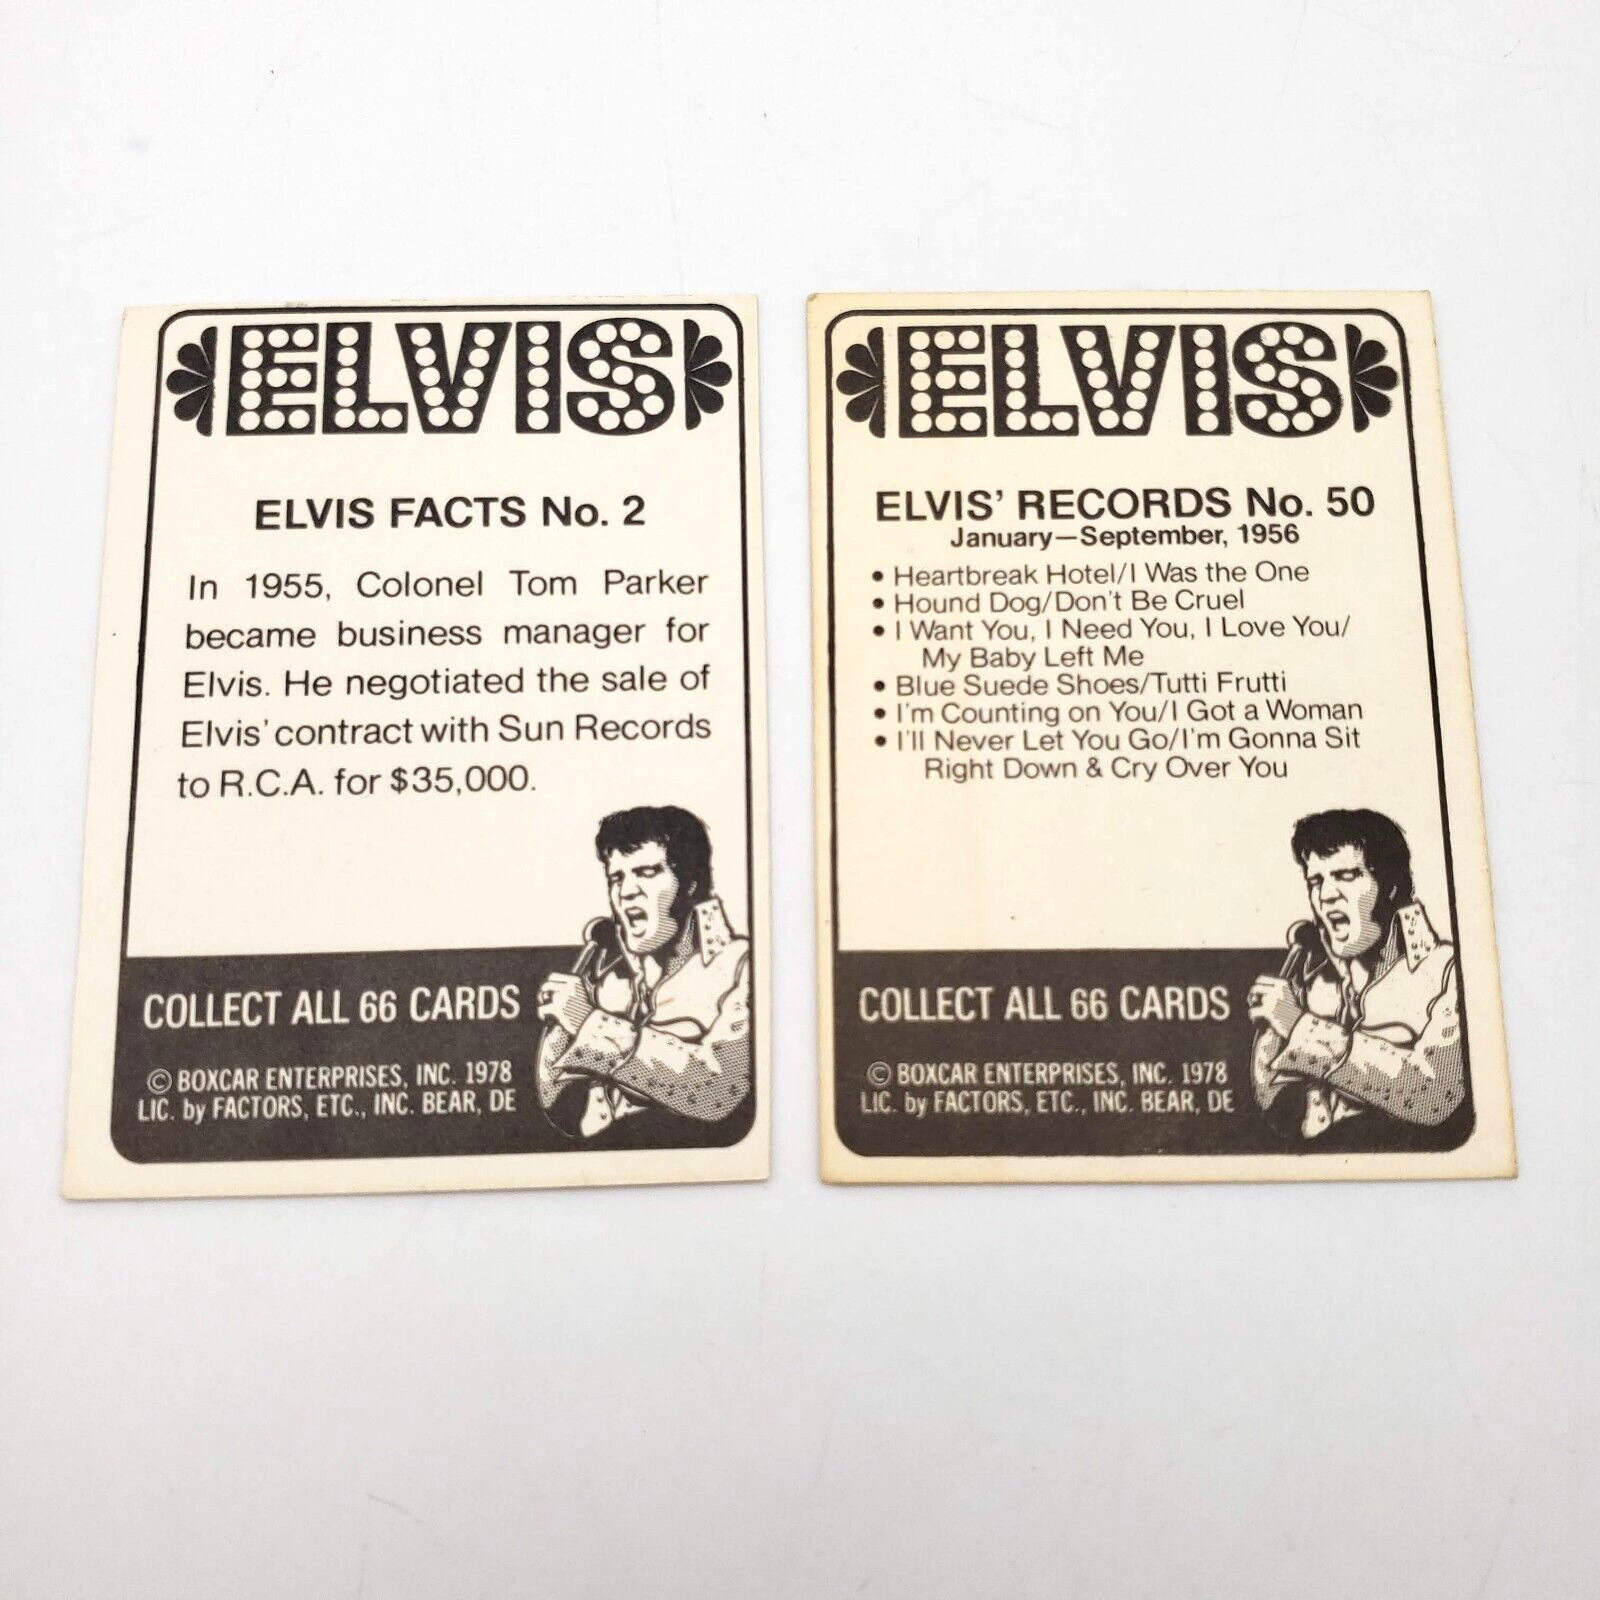 ELVIS
ELVIS FACTS No. 2
In 1955, Colonel Tom Parker
became business manager for
Elvis. He negotiated the sale of
Elvis' contract with Sun Records
to R.C.A. for $35,000.
COLLECT ALL 66 CARDS
© BOXCAR ENTERPRISES, INC. 1978
LIC. by FACTORS, ETC., INC. BEAR, DE
ELVIS
ELVIS' RECORDS No. 50
January—September, 1956
• Heartbreak Hotel/I Was the One
• Hound Dog/Don't Be Cruel
• I Want You, I Need You, I Love You/
My Baby Left Me
• Blue Suede Shoes/Tutti Frutti
• I'm Counting on You/I Got a Woman
• I'll Never Let You Go/I'm Gonna Sit
Right Down & Cry Over You
COLLECT ALL 66 CARDS
© BOXCAR ENTERPRISES, INC. 1978
LIC. by FACTORS, ETC., INC. BEAR, DE